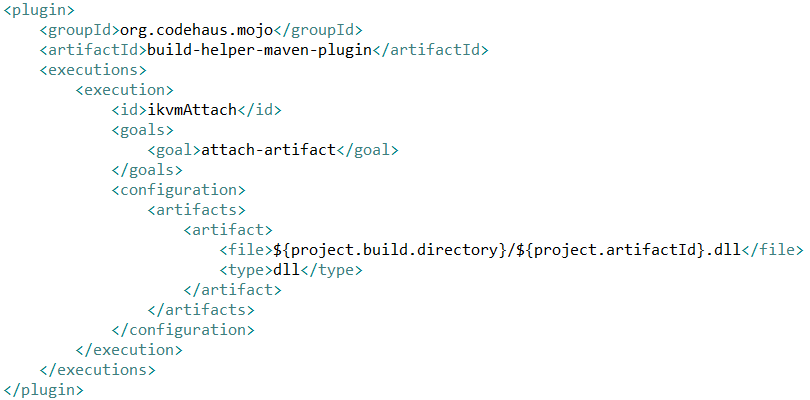 <plugin>
    <groupId>org.codehaus.mojo</groupId>
    <artifactId>build-helper-maven-plugin</artifactId>
    <executions>
        <execution>
            <id>ikvmAttach</id>
            <goals>
                <goal>attach-artifact</goal>
            </goals>
            <configuration>
                <artifacts>
                    <artifact>
                        <file>${project.build.directory}/${project.artifactId}.dll</file>
                        <type>dll</type>
                    </artifact>
                </artifacts>
            </configuration>
        </execution>
    </executions>
</plugin>